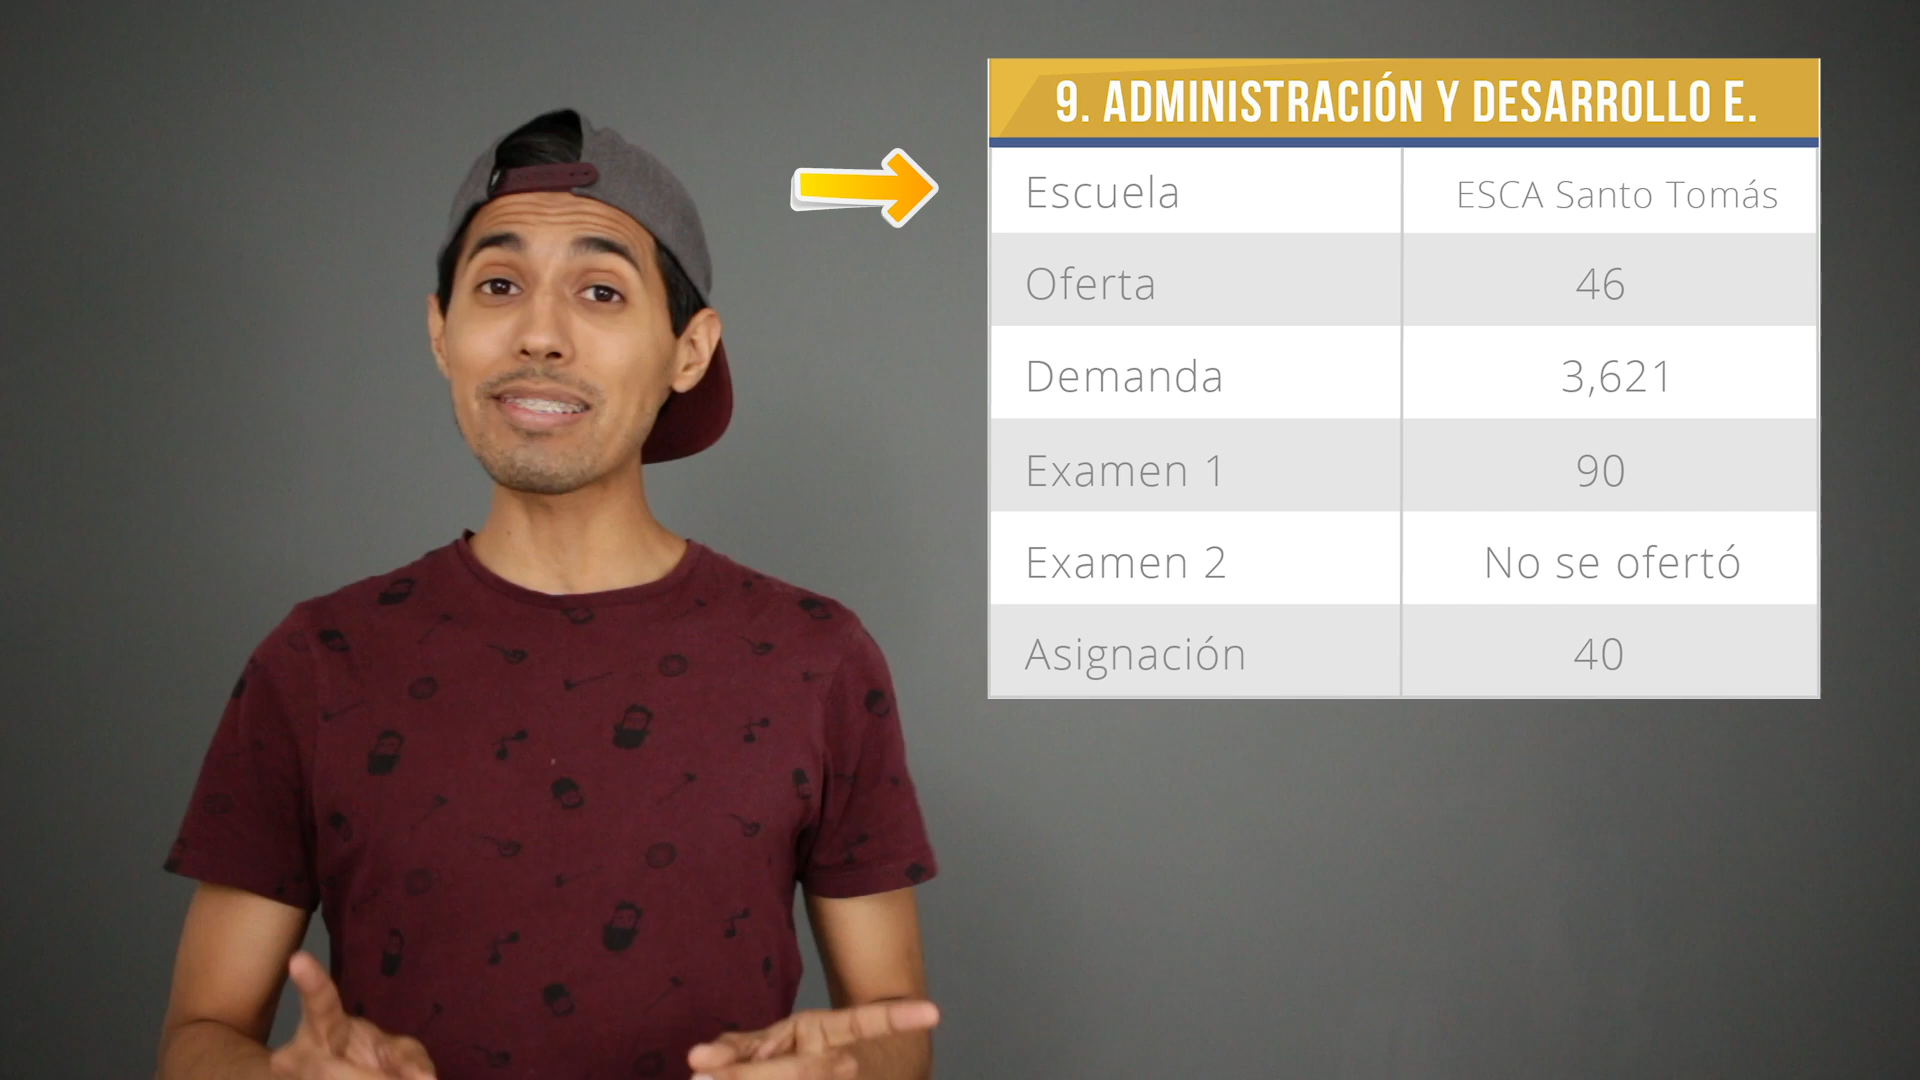 9. ADMINISTRACIÓN Y DESARROLLO E.
Escuela ESCA Santo Tomás
Oferta 46
Demanda 3,621
Examen 1 90
Examen 2 No se ofertó
Asignación 40